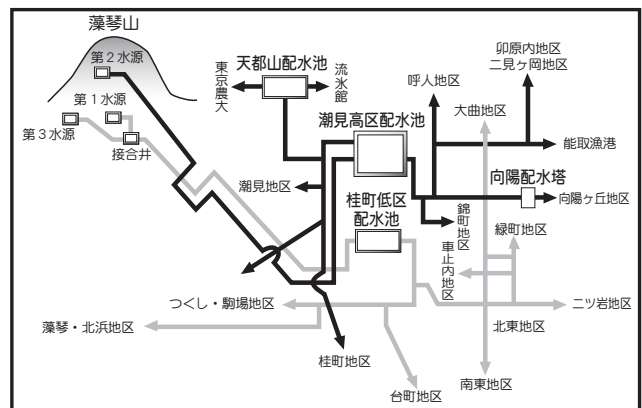 藻琴山
第2水源
第1水源
第3水源
接合井
天都山配水池
東京農大
流氷館
潮見高区配水池
潮見地区
桂町低区
配水池
呼人地区
卯原内地区
二見ヶ岡地区
大曲地区
能取漁港
向陽配水塔
向陽ヶ丘地区
錦町地区
車止内地区
緑町地区
つくし・駒場地区
二ツ岩地区
藻琴・北浜地区
北東地区
桂町地区
台町地区
南東地区